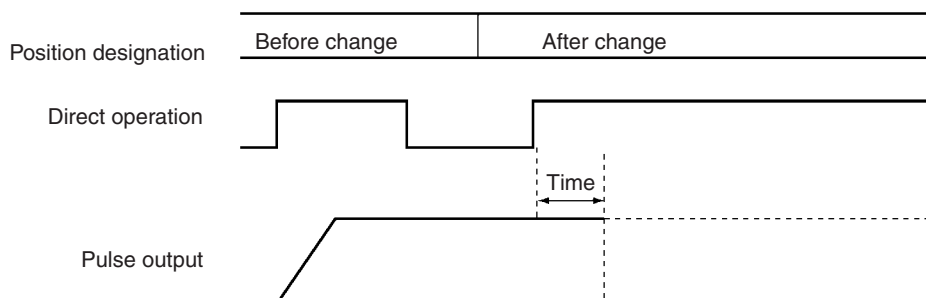 Position designation
Before change
After change
Direct operation
Time
Pulse output